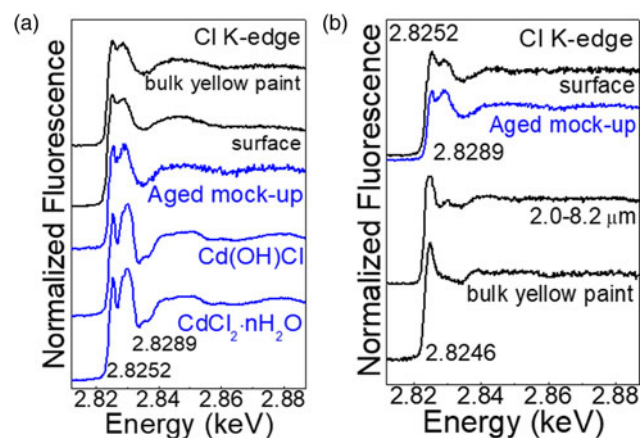 (a)
Cl K-edge
bulk yellow paint
surface
Aged mock-up
Cd(OH)Cl
CdCl2·nH2O
2.8289
2.8252
Normalized Fluorescence
2.82 2.84 2.86 2.88
Energy (keV)
(b)
2.8252
Cl K-edge
surface
Aged mock-up
2.8289
2.0-8.2 μm
bulk yellow paint
2.8246
Normalized Fluorescence
2.82 2.84 2.86 2.88
Energy (keV)